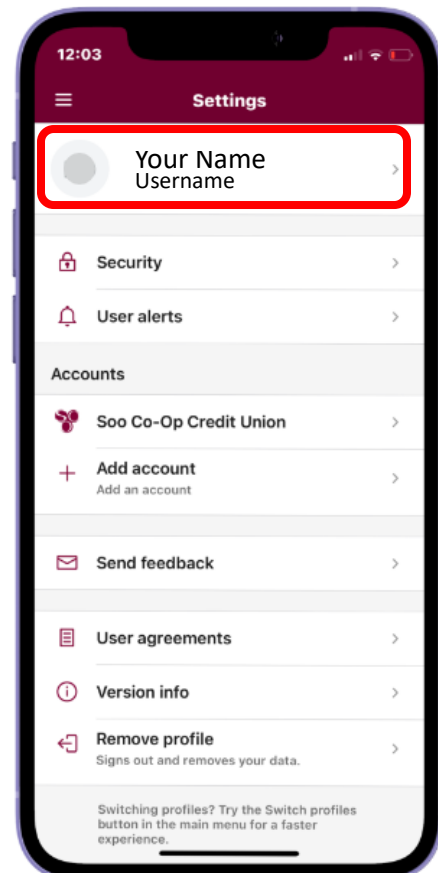 12:03
Settings
Your Name
Username
Security
User alerts
Accounts
Soo Co-Op Credit Union
Add account
Add an account
Send feedback
User agreements
Version info
Remove profile
Signs out and removes your data.
Switching profiles? Try the Switch profiles
button in the main menu for a faster
experience.